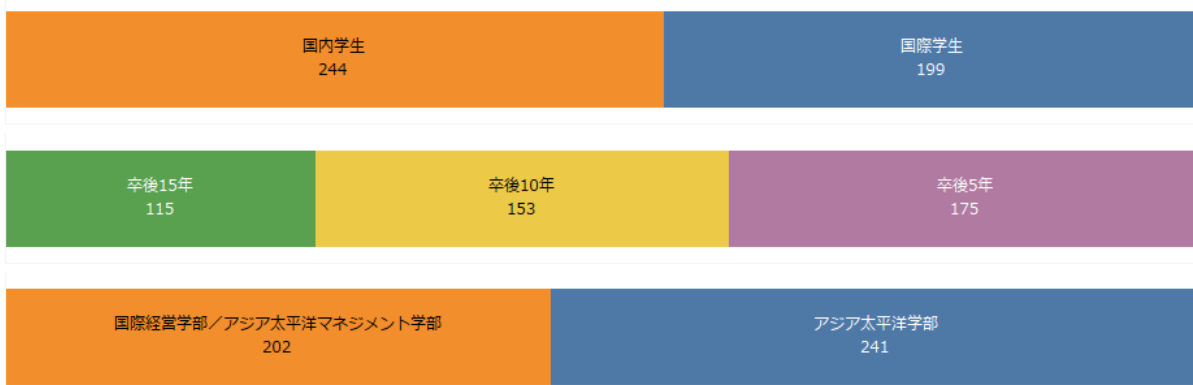 国内学生
244
国際学生
199
卒後15年
115
卒後10年
153
卒後5年
175
国際経営学部／アジア太平洋マネジメント学部
202
アジア太平洋学部
241